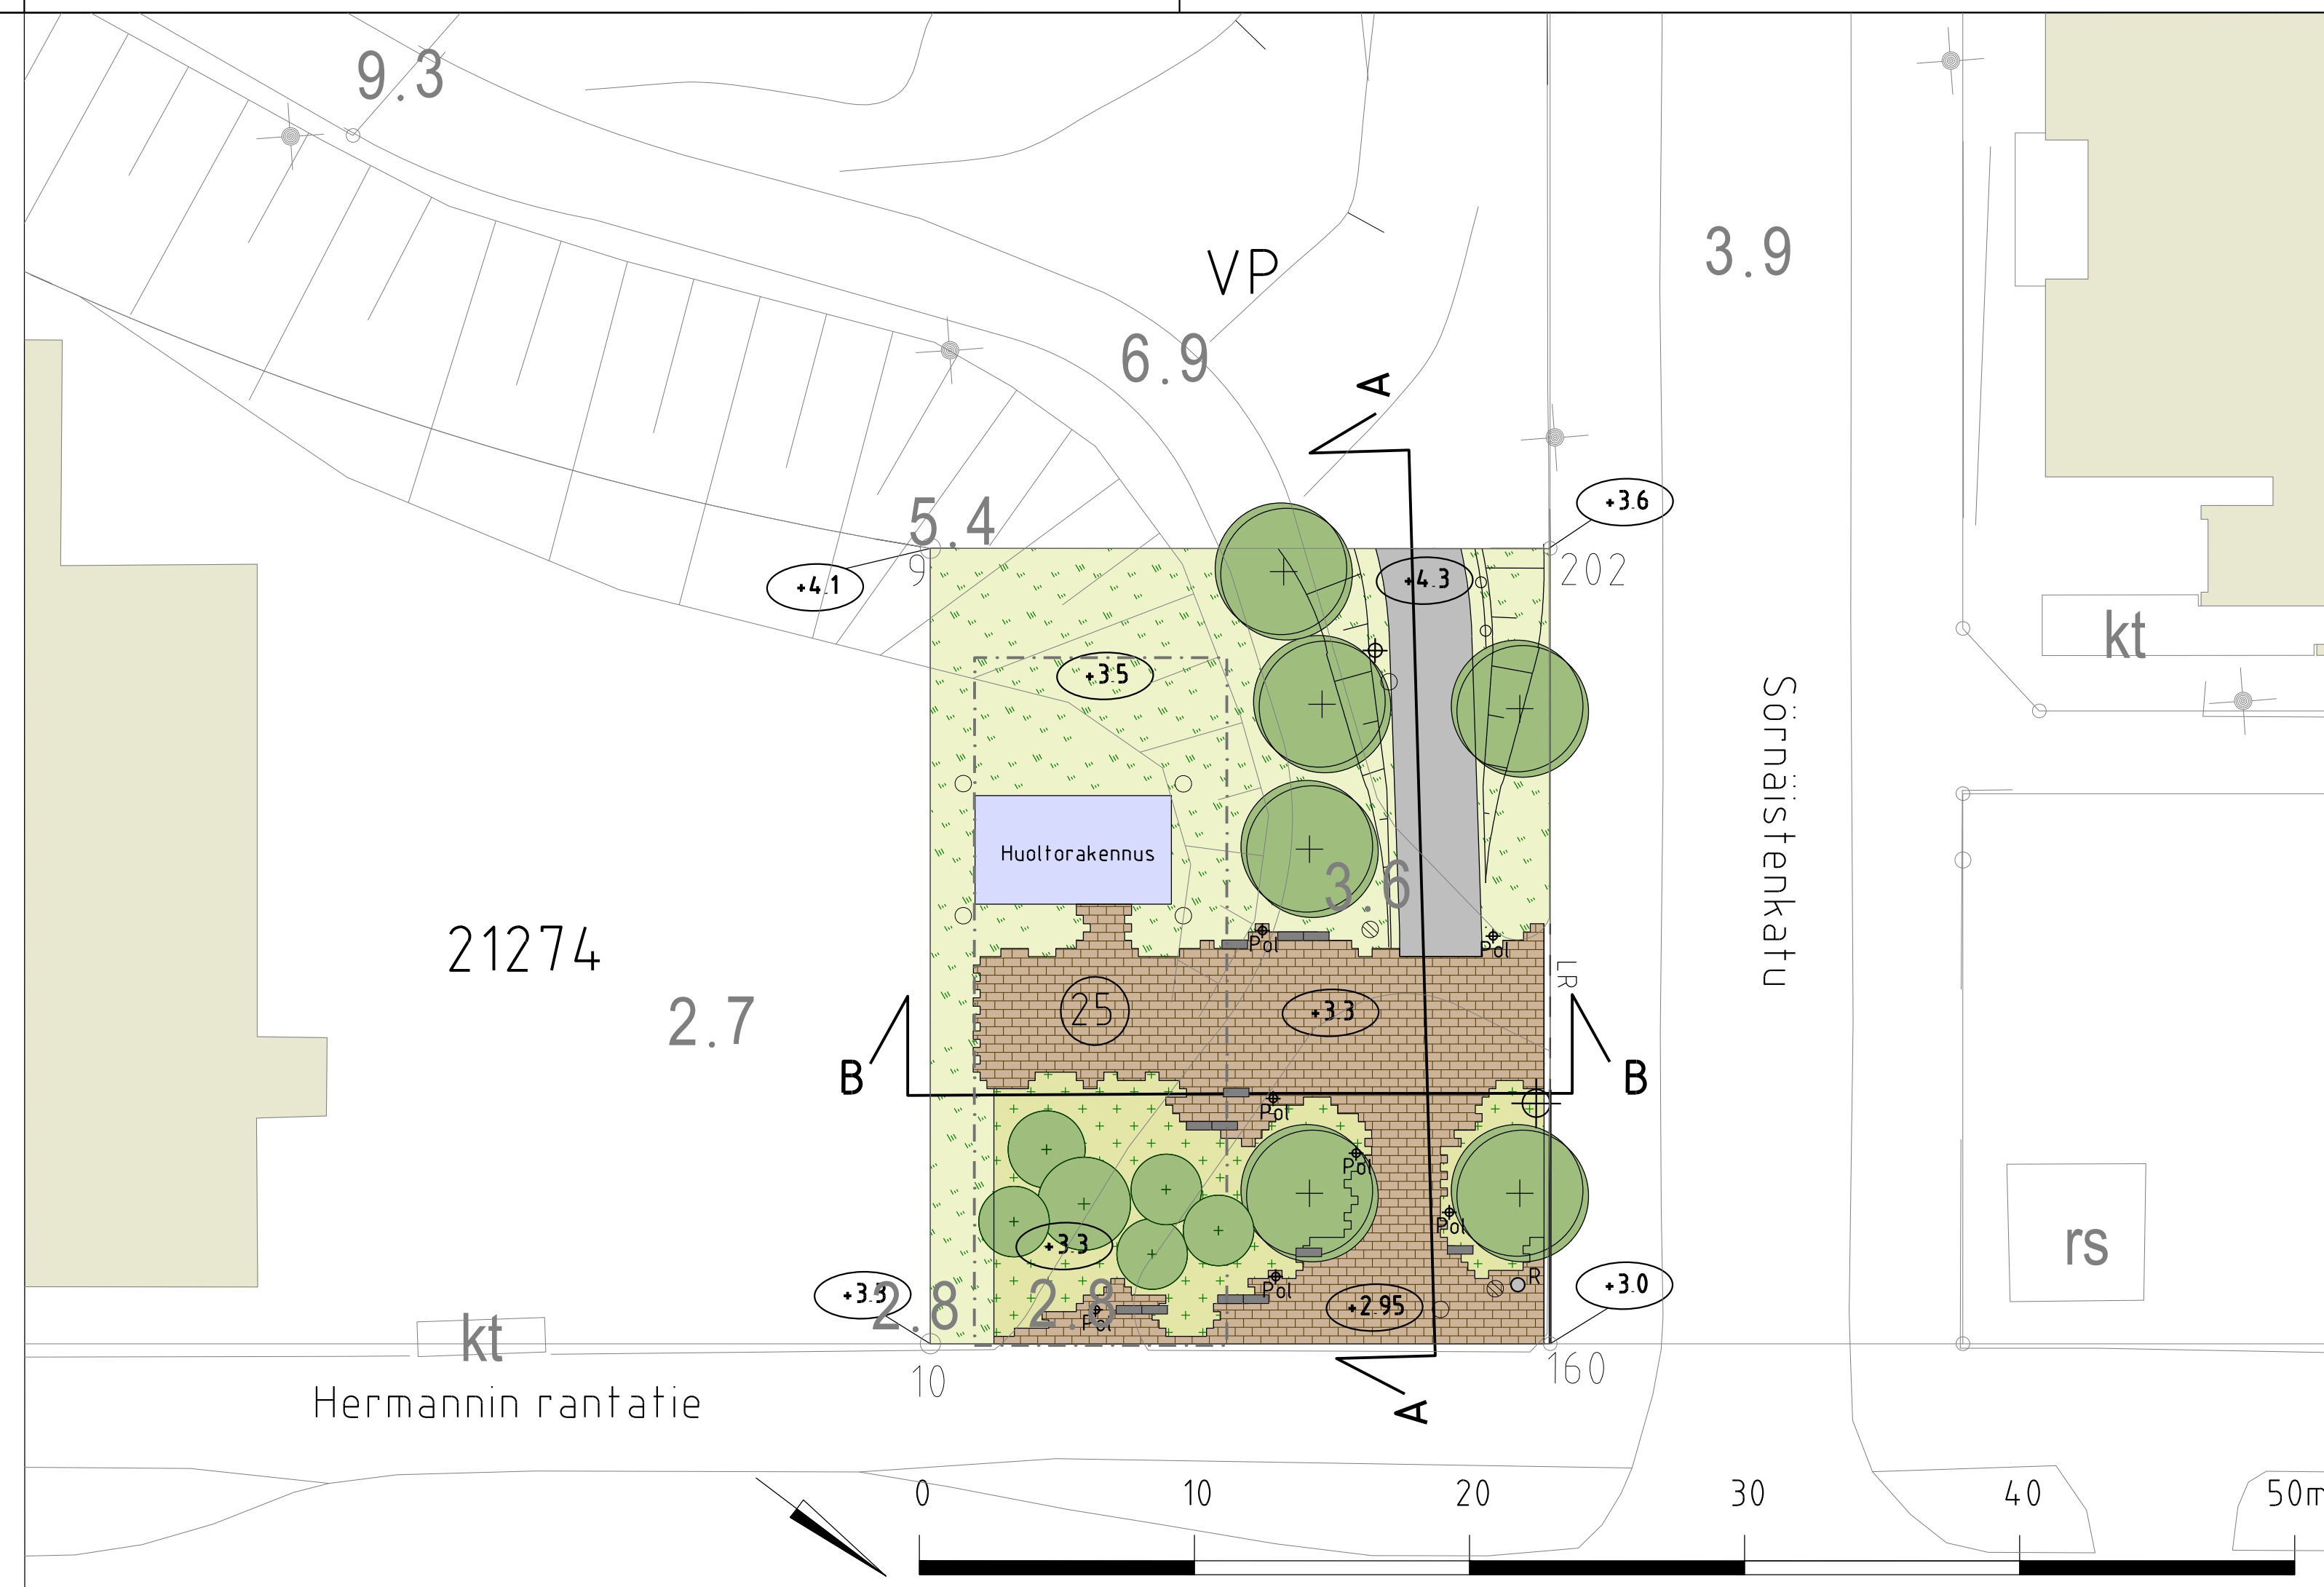 9.3
VP
3.9
6.9
A
5.4
+3.6
9
202
+4.1
+4.3
kt
+3.5
Sörnäistenkatu
Huoltorakennus
3.6
21274
Pol
Pol
LR
2.7
25
+3.3
B
B
Pol
Pol
Pol
+3.3
rs
Pol
R
+3.0
+3.3
2.8
2.8
+2.95
Pol
kt
10
160
Hermannin rantatie
A
0 10 20 30 40 50m